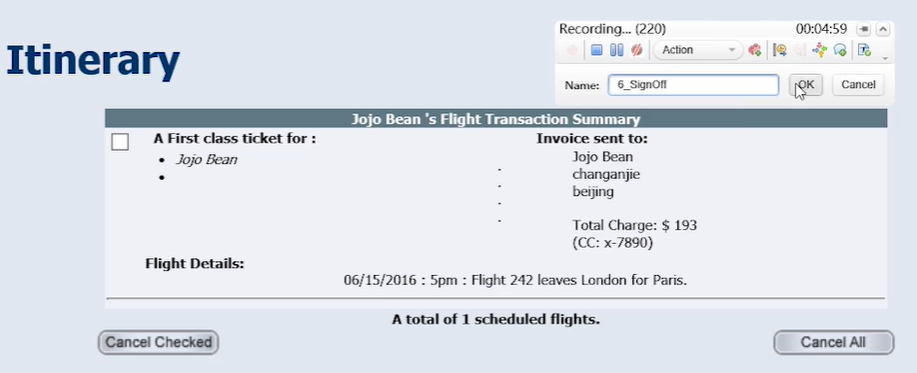 Recording... (220) 00:04:59
Action
Name: 6_SignOff OK Cancel
Itinerary
Jojo Bean 's Flight Transaction Summary
A First class ticket for : Invoice sent to:
• Jojo Bean Jojo Bean
• changanjie
beijing
Total Charge: $ 193
(CC: x-7890)
Flight Details:
06/15/2016 : 5pm : Flight 242 leaves London for Paris.
A total of 1 scheduled flights.
Cancel Checked Cancel All